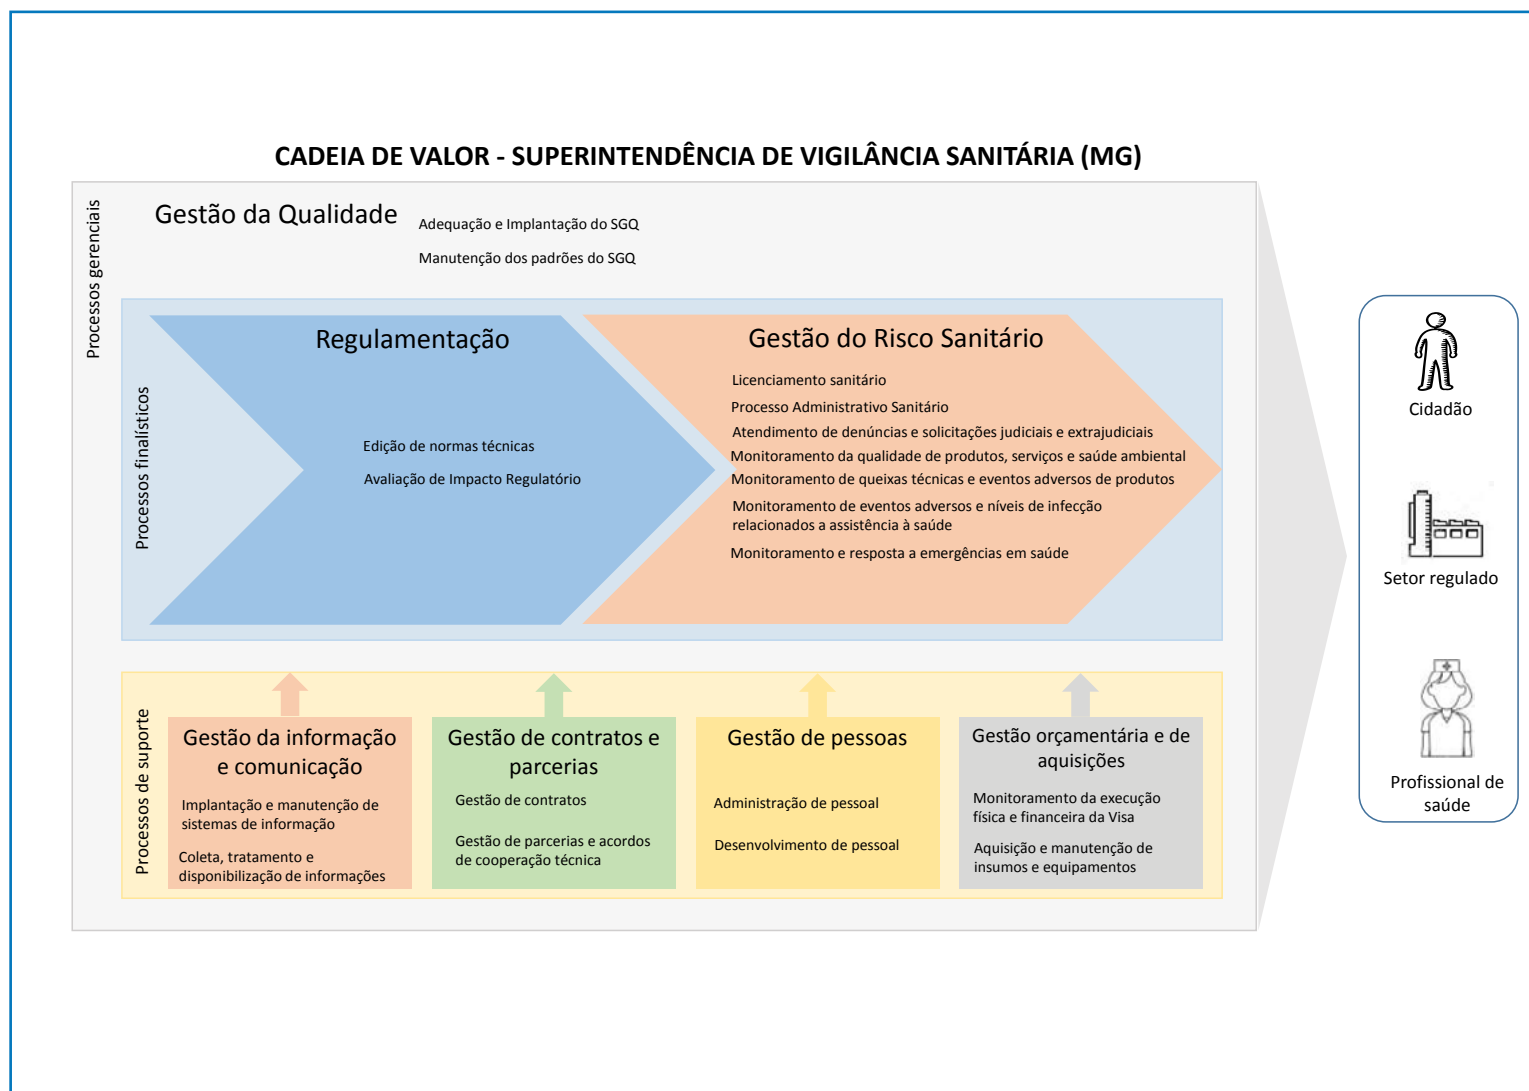 CADEIA DE VALOR - SUPERINTENDÊNCIA DE VIGILÂNCIA SANITÁRIA (MG)
Processos gerenciais
Gestão da Qualidade
Adequação e Implantação do SGQ
Manutenção dos padrões do SGQ
Processos finalísticos
Regulamentação
Edição de normas técnicas
Avaliação de Impacto Regulatório
Gestão do Risco Sanitário
Licenciamento sanitário
Processo Administrativo Sanitário
Atendimento de denúncias e solicitações judiciais e extrajudiciais
Monitoramento da qualidade de produtos, serviços e saúde ambiental
Monitoramento de queixas técnicas e eventos adversos de produtos
Monitoramento de eventos adversos e níveis de infecção
relacionados a assistência à saúde
Monitoramento e resposta a emergências em saúde
Processos de suporte
Gestão da informação
e comunicação
Implantação e manutenção de
sistemas de informação
Coleta, tratamento e
disponibilização de informações
Gestão de contratos e
parcerias
Gestão de contratos
Gestão de parcerias e acordos
de cooperação técnica
Gestão de pessoas
Administração de pessoal
Desenvolvimento de pessoal
Gestão orçamentária e de
aquisições
Monitoramento da execução
física e financeira da Visa
Aquisição e manutenção de
insumos e equipamentos
Cidadão
Setor regulado
Profissional de
saúde